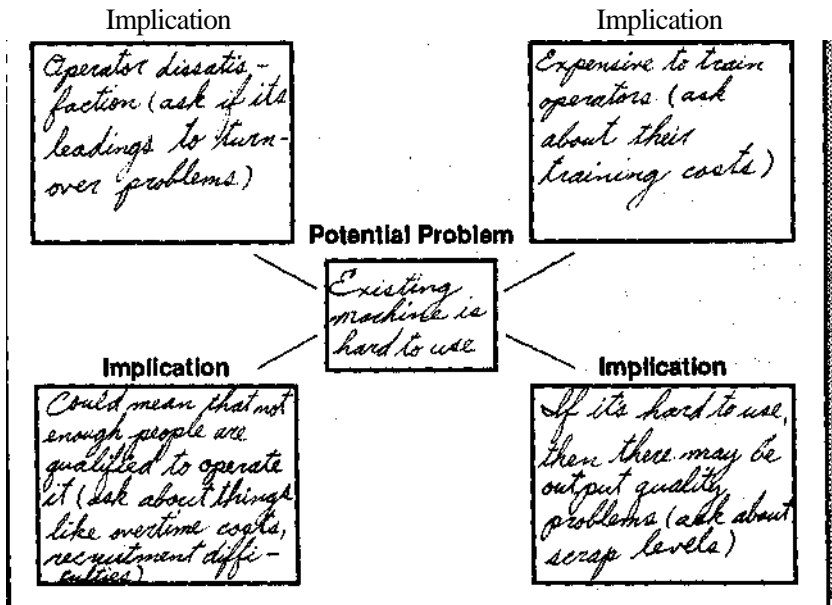 Implication
Operator dissatis-
faction (ask if its
leadings to turn-
over problems)
Implication
Expensive to train
operators (ask
about their
training costs)
Potential Problem
Existing
machine is
hard to use
Implication
Could mean that not
enough people are
qualified to operate
it (ask about things
like overtime costs,
recruitment diffi-
culties)
Implication
If it's hard to use,
then there may be
output quality
problems (ask about
scrap levels)